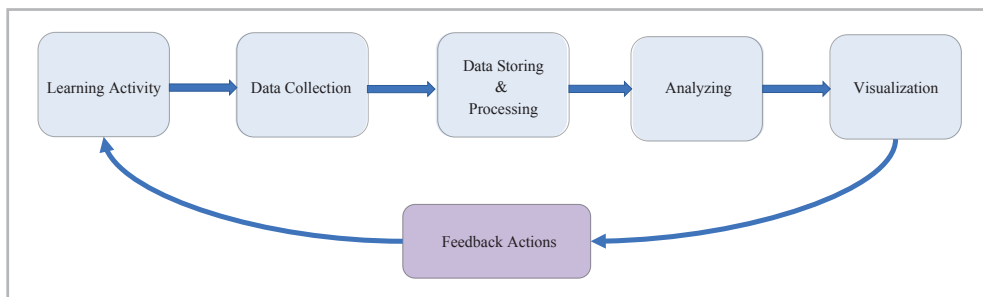 Learning Activity
Data Collection
Data Storing
&
Processing
Analyzing
Visualization
Feedback Actions